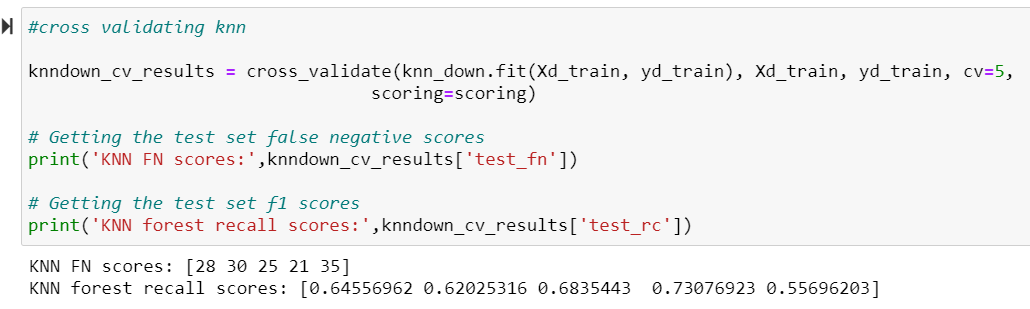 #cross validating knn
knndown_cv_results = cross_validate(knn_down.fit(Xd_train, yd_train), Xd_train, yd_train, cv=5,
scoring=scoring)
# Getting the test set false negative scores
print('KNN FN scores:',knndown_cv_results['test_fn'])
# Getting the test set f1 scores
print('KNN forest recall scores:',knndown_cv_results['test_rc'])
KNN FN scores: [28 30 25 21 35]
KNN forest recall scores: [0.64556962 0.62025316 0.6835443  0.73076923 0.55696203]